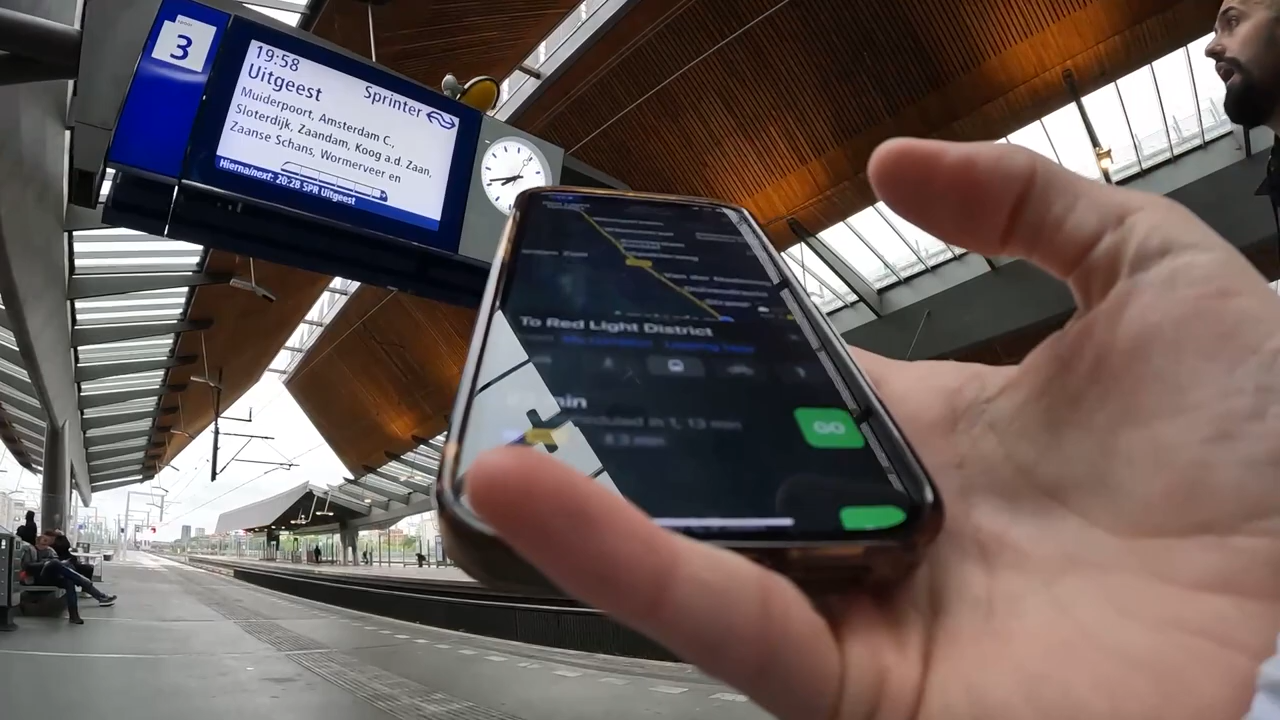 3
19:58
Uitgeest
Sprinter
Muiderpoort, Amsterdam C.,
Sloterdijk, Zaandam, Koog a.d. Zaan,
Zaanse Schans, Wormerveer en
Hierna/next: 20:28 SPR Uitgeest
To Red Light District
min
GO